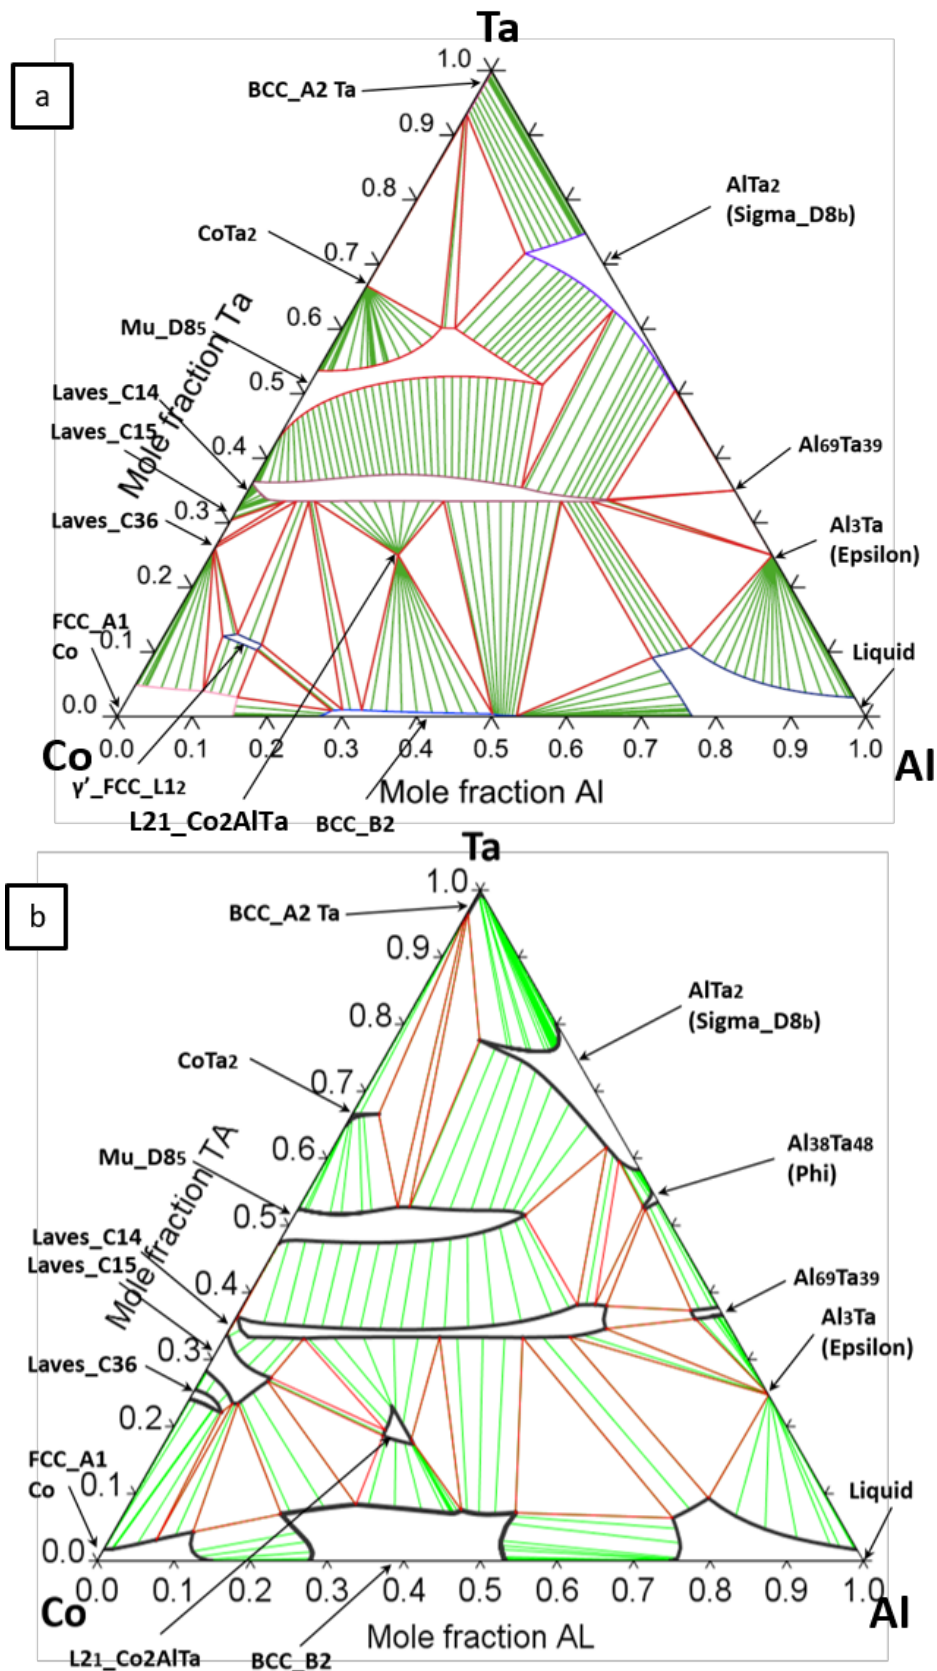 Ta
a
1.0
BCC_A2 Ta
0.9
0.8
AlTa2
(Sigma_D8b)
CoTa2
0.7
0.6
Mu_D85
0.5
Laves_C14
Mole fraction Ta
Laves_C15
0.4
Al69Ta39
0.3
Laves_C36
Al3Ta
(Epsilon)
0.2
FCC_A1
Co
0.1
Liquid
0.0
Co
0.0 0.1 0.2 0.3 0.4 0.5 0.6 0.7 0.8 0.9 1.0
Al
γ’_FCC_L12
Mole fraction Al
L21_Co2AlTa
BCC_B2
Ta
b
1.0
BCC_A2 Ta
0.9
0.8
AlTa2
(Sigma_D8b)
CoTa2
0.7
0.6
Mu_D85
Al38Ta48
(Phi)
0.5
Mole fraction TA
Laves_C14
Laves_C15
0.4
Al69Ta39
0.3
Al3Ta
(Epsilon)
Laves_C36
0.2
FCC_A1
Co
0.1
Liquid
0.0
0.0 0.1 0.2 0.3 0.4 0.5 0.6 0.7 0.8 0.9 1.0
Co
Al
Mole fraction AL
L21_Co2AlTa
BCC_B2